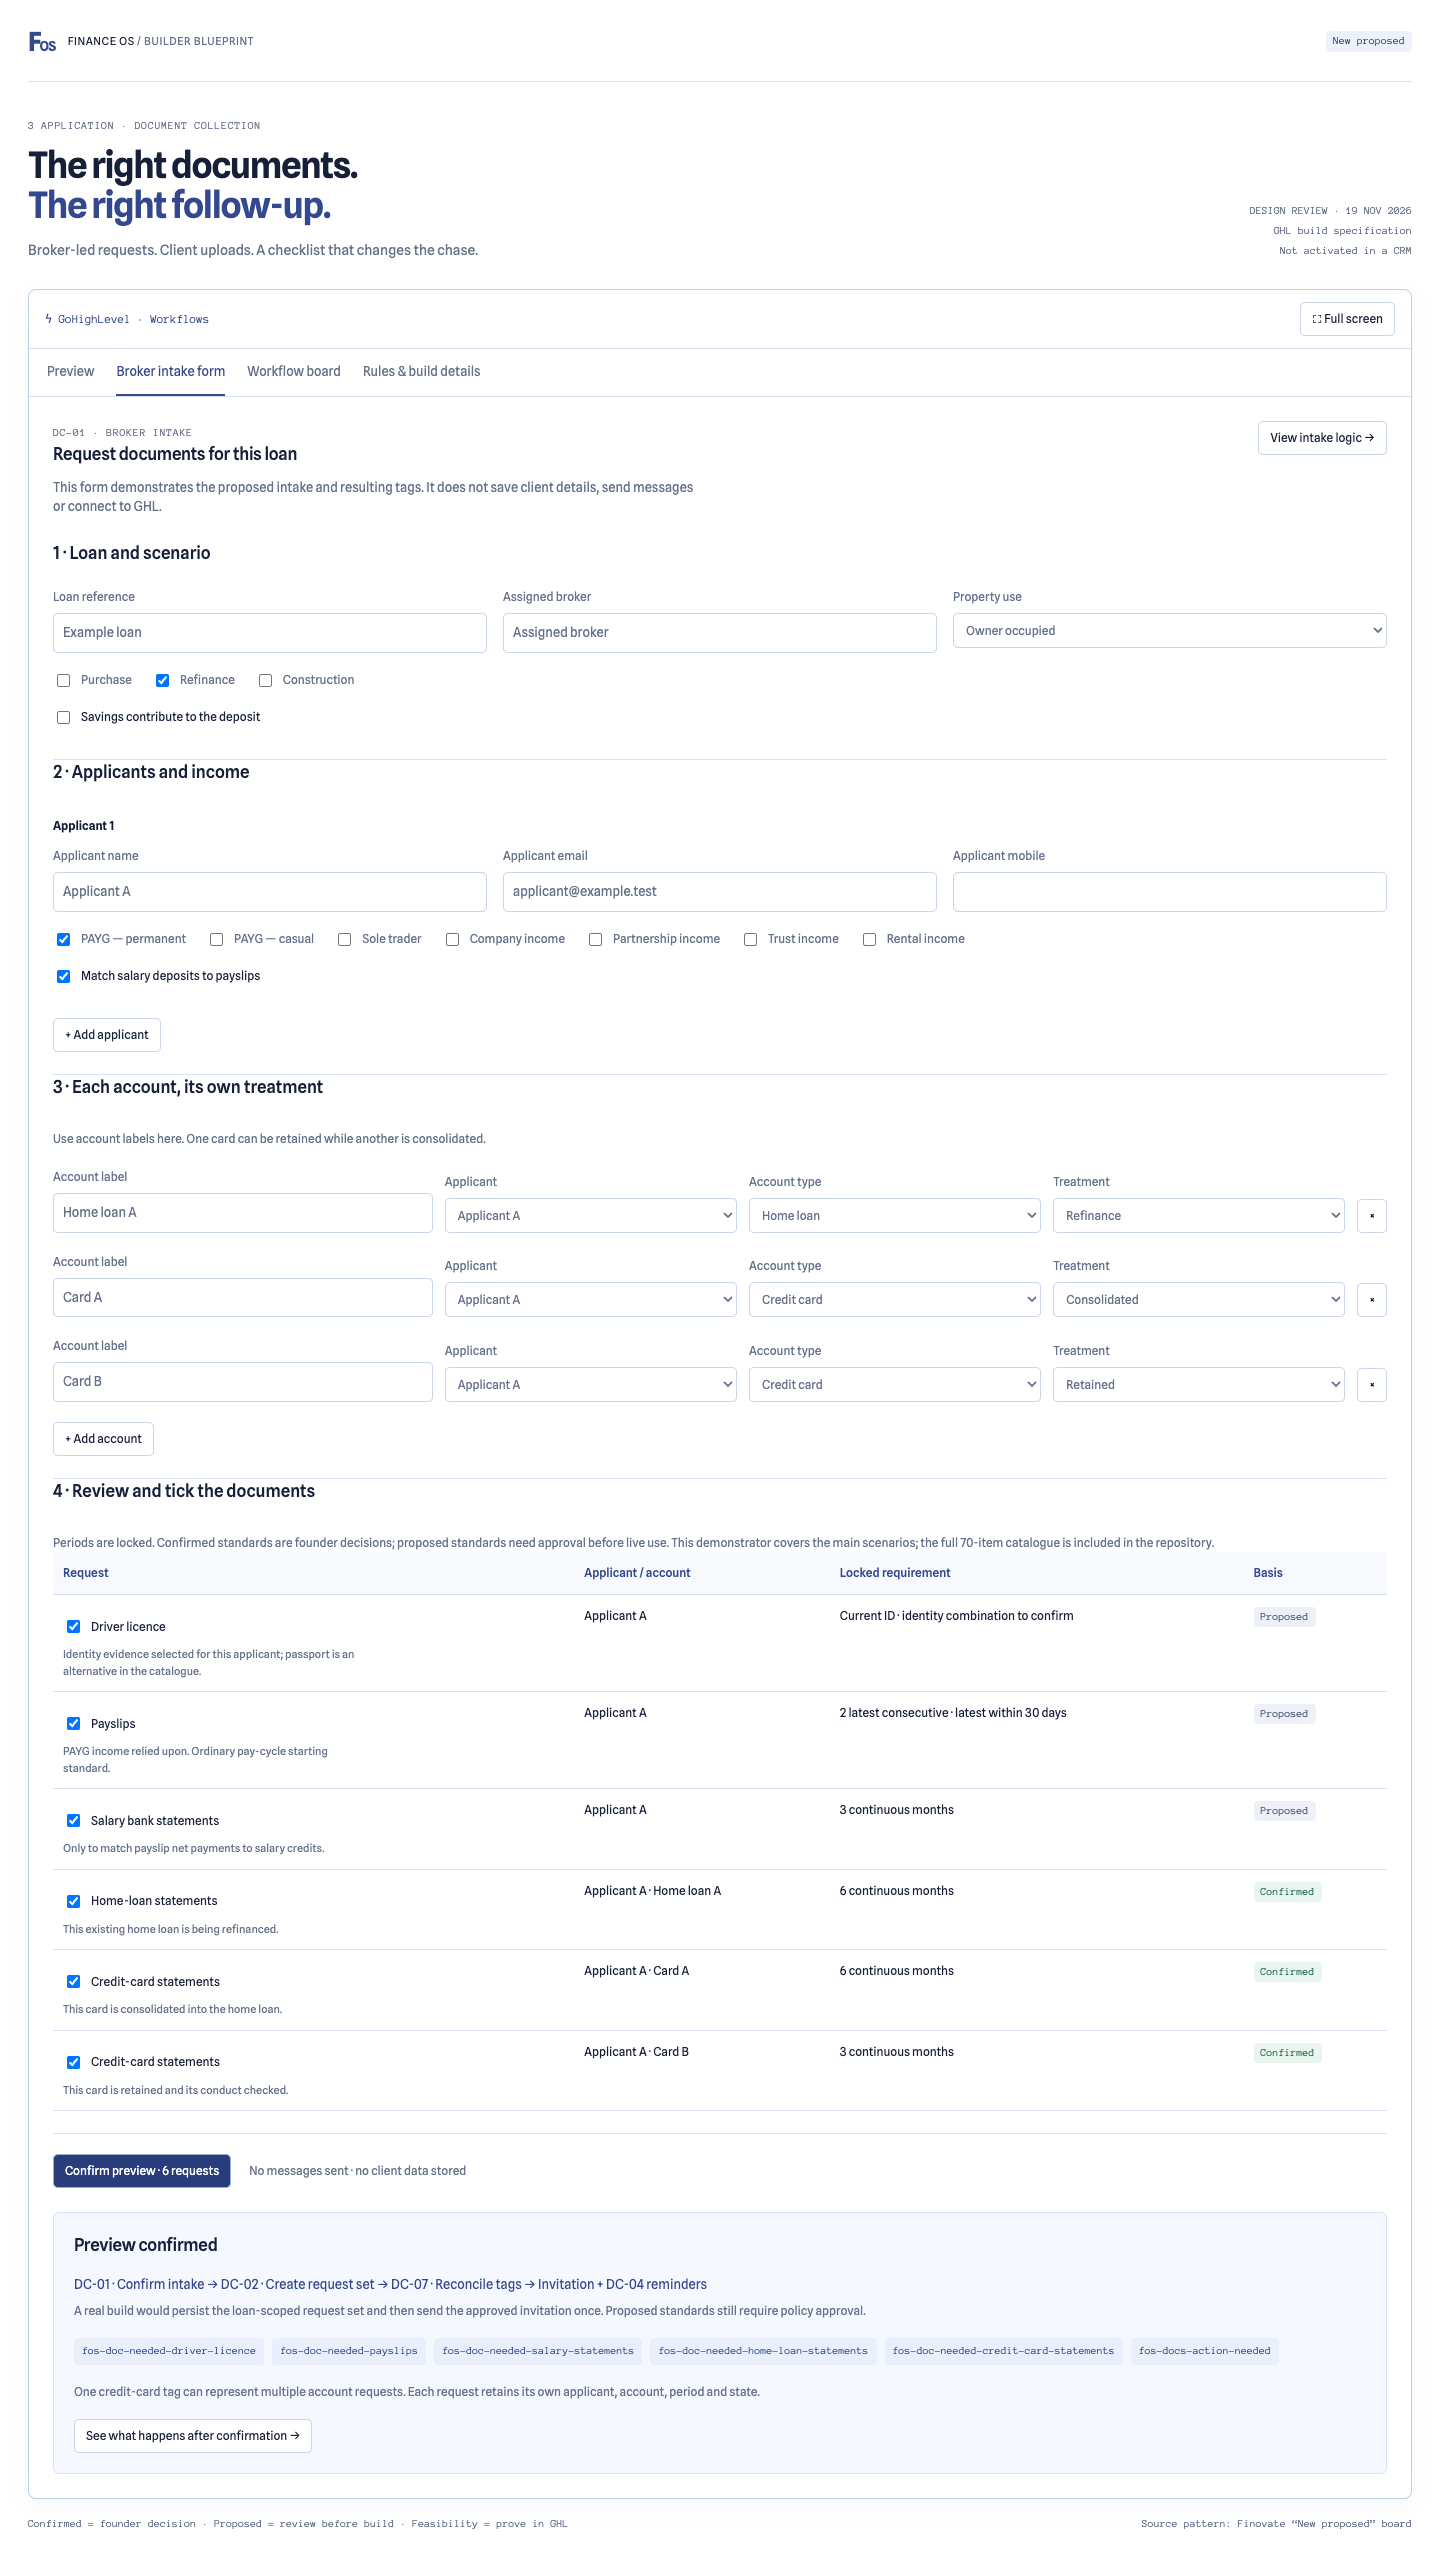 Fos FINANCE OS / BUILDER BLUEPRINT
New proposed
3 APPLICATION · DOCUMENT COLLECTION
The right documents.
The right follow-up.
Broker-led requests. Client uploads. A checklist that changes the chase.
DESIGN REVIEW · 19 NOV 2026
GHL build specification
Not activated in a CRM
ϟ GoHighLevel · Workflows
⛶ Full screen
Preview Broker intake form Workflow board Rules & build details
DC-01 · BROKER INTAKE
Request documents for this loan
View intake logic →
This form demonstrates the proposed intake and resulting tags. It does not save client details, send messages
or connect to GHL.
1 · Loan and scenario
Loan reference Assigned broker Property use
Example loan Assigned broker Owner occupied
Purchase Refinance Construction
Savings contribute to the deposit
2 · Applicants and income
Applicant 1
Applicant name Applicant email Applicant mobile
Applicant A applicant@example.test
PAYG — permanent PAYG — casual Sole trader Company income Partnership income Trust income Rental income
Match salary deposits to payslips
+ Add applicant
3 · Each account, its own treatment
Use account labels here. One card can be retained while another is consolidated.
Account label Applicant Account type Treatment
Home loan A Applicant A Home loan Refinance ×
Account label Applicant Account type Treatment
Card A Applicant A Credit card Consolidated ×
Account label Applicant Account type Treatment
Card B Applicant A Credit card Retained ×
+ Add account
4 · Review and tick the documents
Periods are locked. Confirmed standards are founder decisions; proposed standards need approval before live use. This demonstrator covers the main scenarios; the full 70-item catalogue is included in the repository.
Request Applicant / account Locked requirement Basis
Driver licence Applicant A Current ID · identity combination to confirm Proposed
Identity evidence selected for this applicant; passport is an
alternative in the catalogue.
Payslips Applicant A 2 latest consecutive · latest within 30 days Proposed
PAYG income relied upon. Ordinary pay-cycle starting
standard.
Salary bank statements Applicant A 3 continuous months Proposed
Only to match payslip net payments to salary credits.
Home-loan statements Applicant A · Home loan A 6 continuous months Confirmed
This existing home loan is being refinanced.
Credit-card statements Applicant A · Card A 6 continuous months Confirmed
This card is consolidated into the home loan.
Credit-card statements Applicant A · Card B 3 continuous months Confirmed
This card is retained and its conduct checked.
Confirm preview · 6 requests No messages sent · no client data stored
Preview confirmed
DC-01 · Confirm intake → DC-02 · Create request set → DC-07 · Reconcile tags → Invitation + DC-04 reminders
A real build would persist the loan-scoped request set and then send the approved invitation once. Proposed standards still require policy approval.
fos-doc-needed-driver-licence fos-doc-needed-payslips fos-doc-needed-salary-statements fos-doc-needed-home-loan-statements fos-doc-needed-credit-card-statements fos-docs-action-needed
One credit-card tag can represent multiple account requests. Each request retains its own applicant, account, period and state.
See what happens after confirmation →
Confirmed = founder decision · Proposed = review before build · Feasibility = prove in GHL
Source pattern: Finovate “New proposed” board